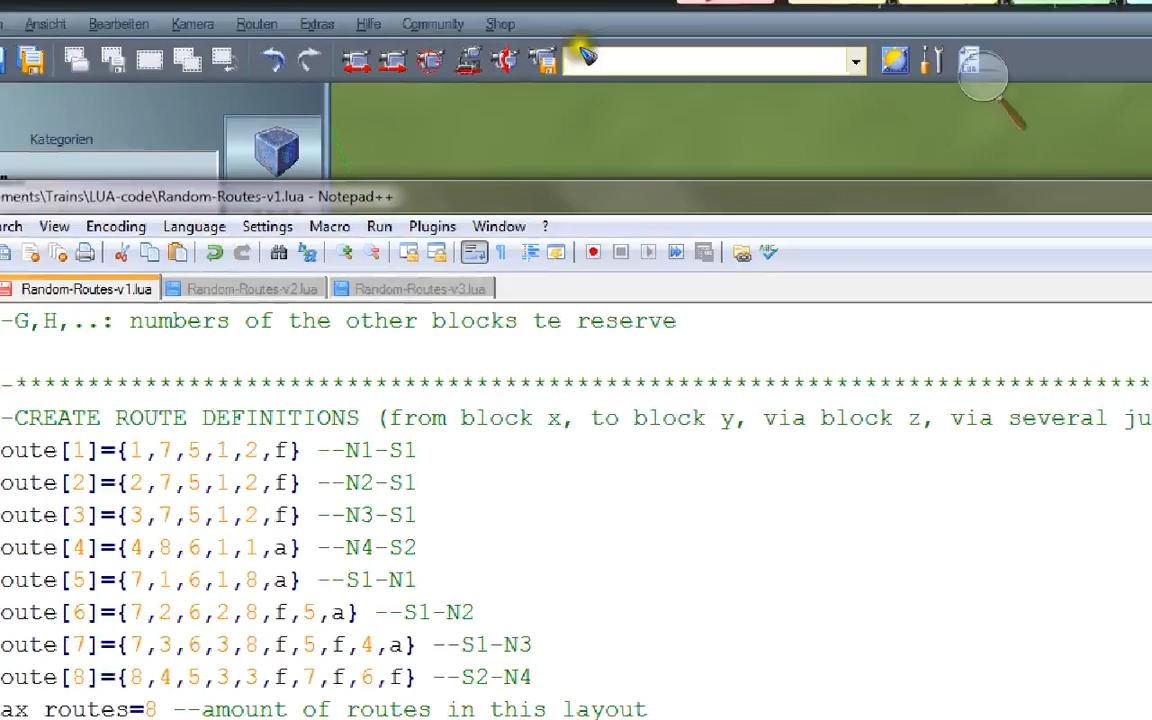 Ansicht Bearbeiten Kamera Routen Extras Hilfe Community Shop
LUA
Kategorien
ments\Trains\LUA-code\Random-Routes-v1.lua - Notepad++
rch View Encoding Language Settings Macro Run Plugins Window ?
Random-Routes-v1.lua Random-Routes-v2.lua Random-Routes-v3.lua
-G,H,..: numbers of the other blocks te reserve
-*******************************************************************************
-CREATE ROUTE DEFINITIONS (from block x, to block y, via block z, via several ju
oute[1]={1,7,5,1,2,f} --N1-S1
oute[2]={2,7,5,1,2,f} --N2-S1
oute[3]={3,7,5,1,2,f} --N3-S1
oute[4]={4,8,6,1,1,a} --N4-S2
oute[5]={7,1,6,1,8,a} --S1-N1
oute[6]={7,2,6,2,8,f,5,a} --S1-N2
oute[7]={7,3,6,3,8,f,5,f,4,a} --S1-N3
oute[8]={8,4,5,3,3,f,7,f,6,f} --S2-N4
ax routes=8 --amount of routes in this layout